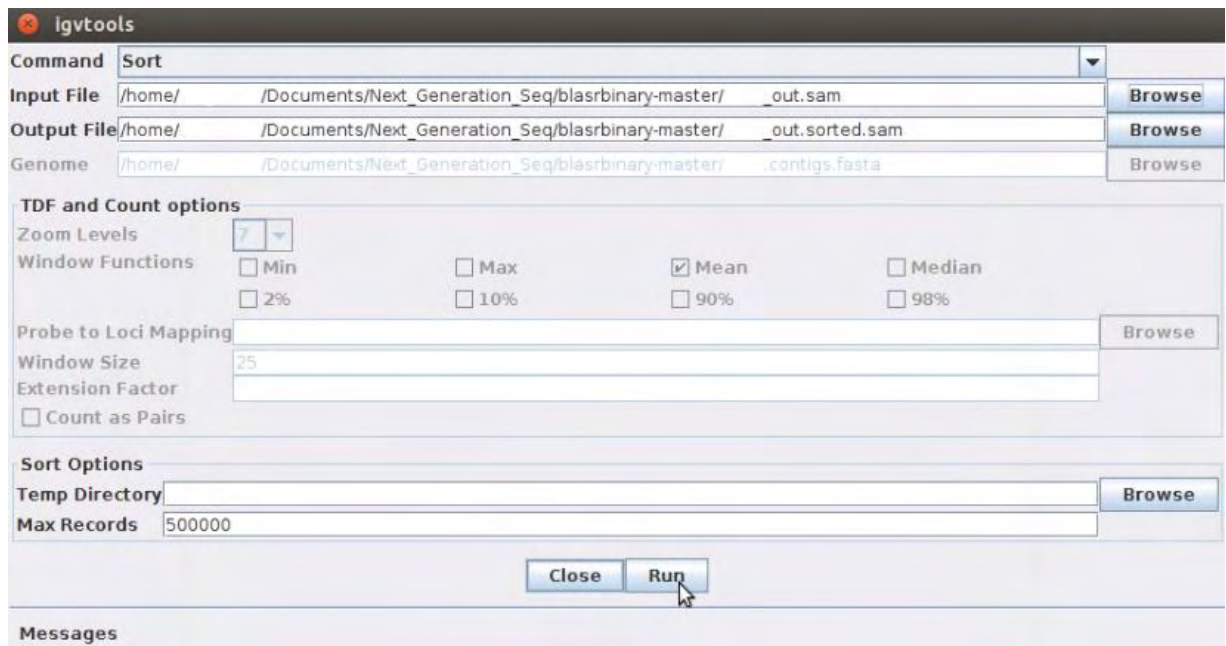 igvtools
Command Sort
Input File /home/ /Documents/Next_Generation_Seq/blasrbinary-master/ _out.sam Browse
Output File /home/ /Documents/Next_Generation_Seq/blasrbinary-master/ _out.sorted.sam Browse
Genome /home/ /Documents/Next_Generation_Seq/blasrbinary-master/ .contigs.fasta Browse
TDF and Count options
Zoom Levels 7
Window Functions Min Max Mean Median
2% 10% 90% 98%
Probe to Loci Mapping Browse
Window Size 25
Extension Factor
Count as Pairs
Sort Options
Temp Directory Browse
Max Records 500000
Close Run
Messages